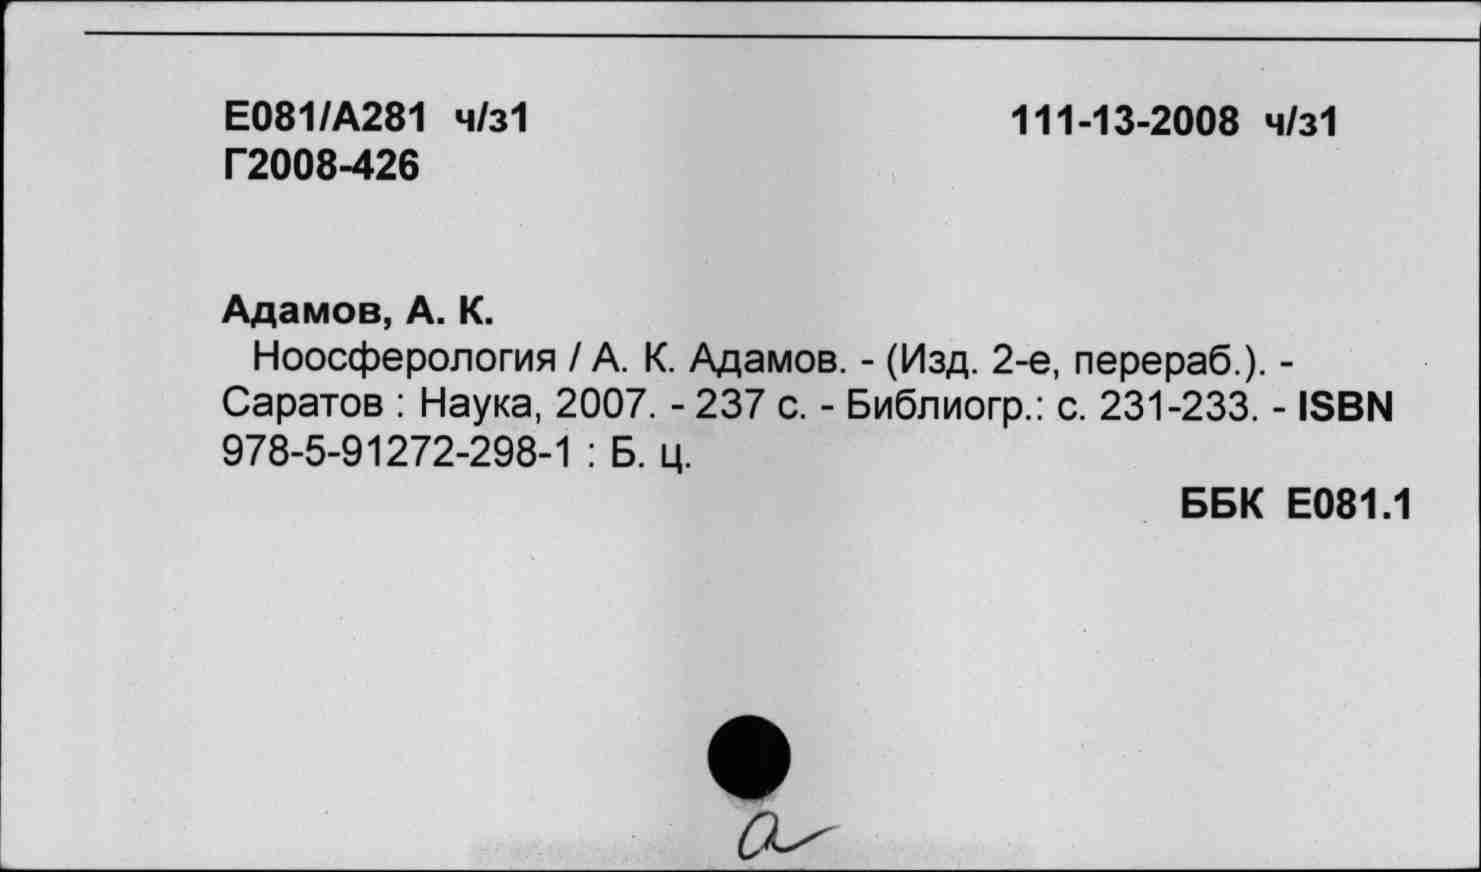 Е081/А281 ч/з1 111-13-2008 ч/з1
Г2008-426
Адамов, А. К.
Ноосферология / А. К. Адамов. - (Изд. 2-е, перераб.). -
Саратов : Наука, 2007. - 237 с. - Библиогр.: с. 231-233. - ISBN
978-5-91272-298-1 : Б. ц.
ББК Е081.1
а